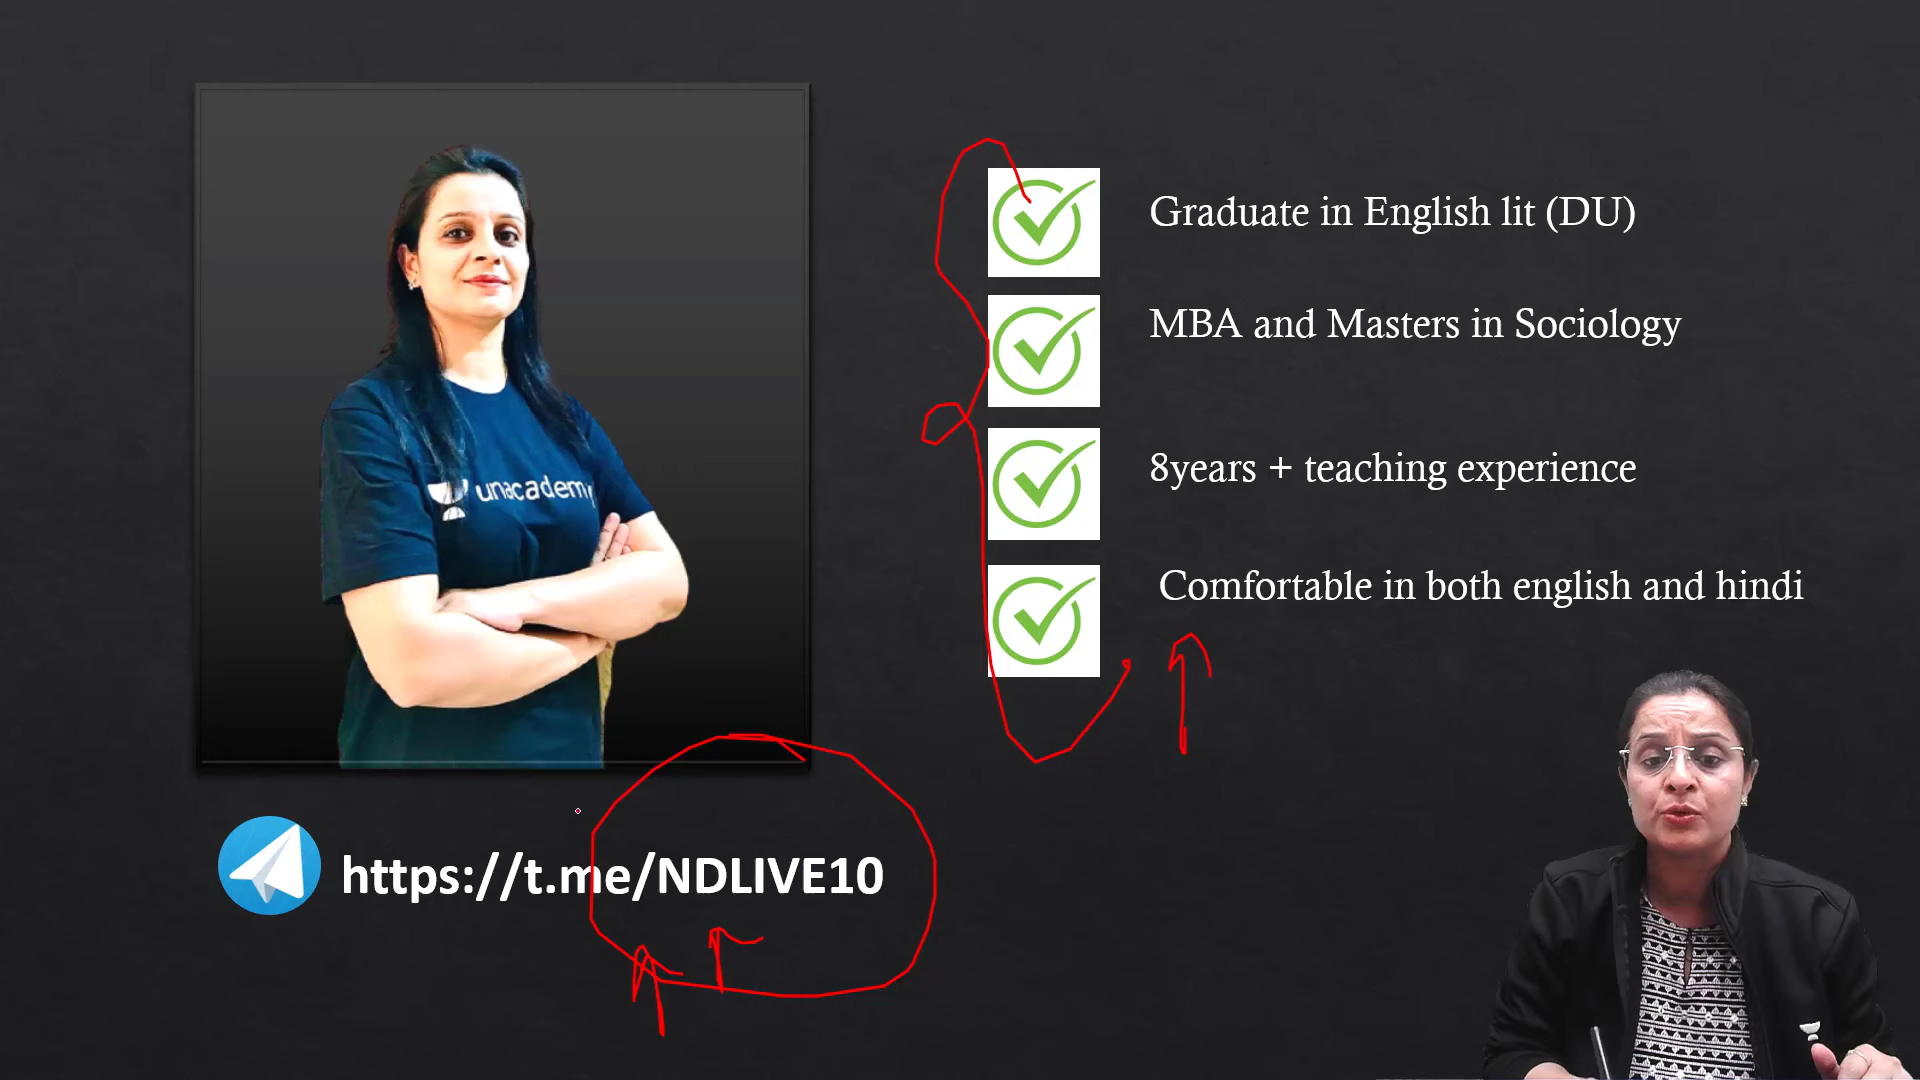 Graduate in English lit (DU)
MBA and Masters in Sociology
8years + teaching experience
Comfortable in both english and hindi
unacademy
https://t.me/NDLIVE10